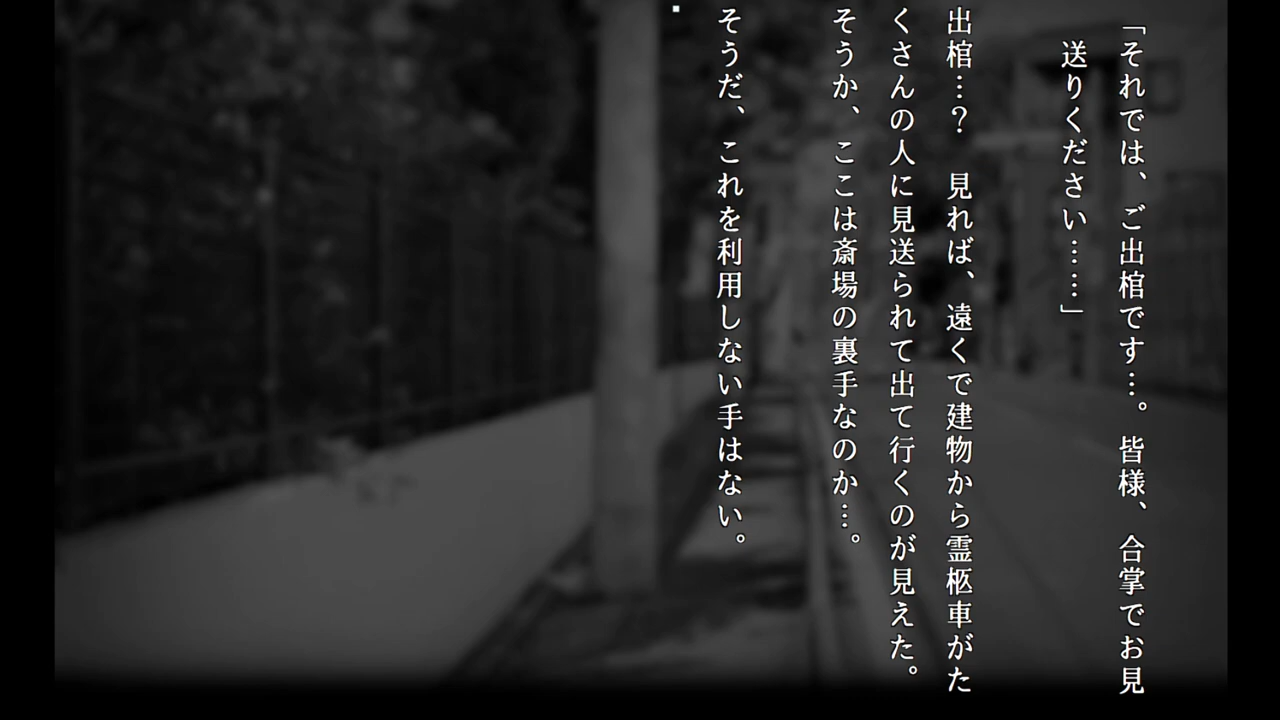 「それでは、ご出棺です…。皆様、合掌でお見
送りください……」
出棺…？　見れば、遠くで建物から霊柩車がた
くさんの人に見送られて出て行くのが見えた。
そうか、ここは斎場の裏手なのか…。
そうだ、これを利用しない手はない。